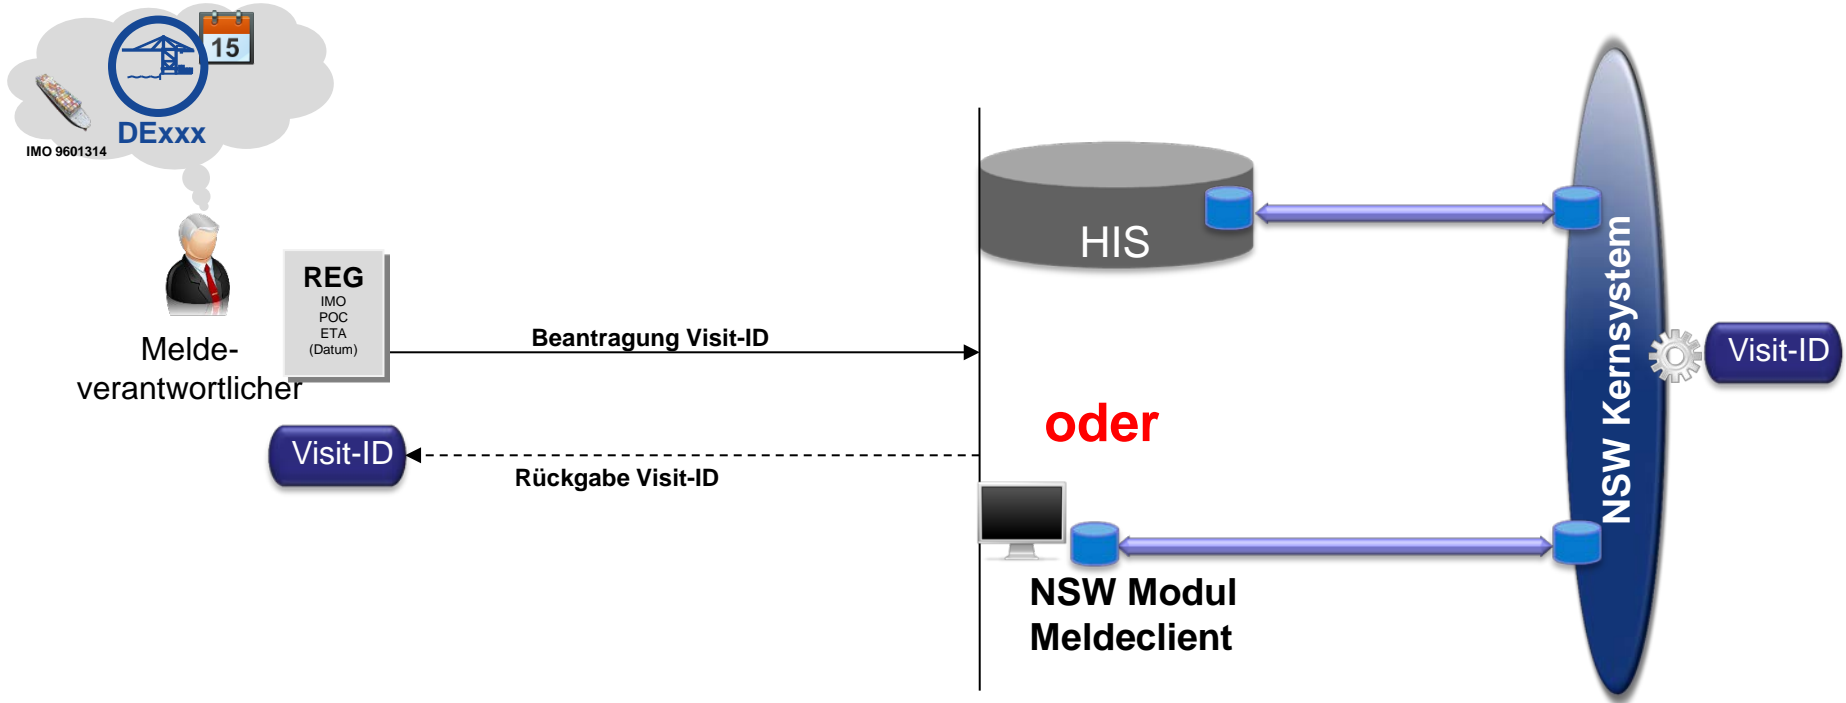 15
DExxx
IMO 9601314
REG
IMO
POC
ETA
(Datum)
Melde-
verantwortlicher
Beantragung Visit-ID
Visit-ID
Rückgabe Visit-ID
HIS
oder
NSW Modul
Meldeclient
NSW Kernsystem
Visit-ID